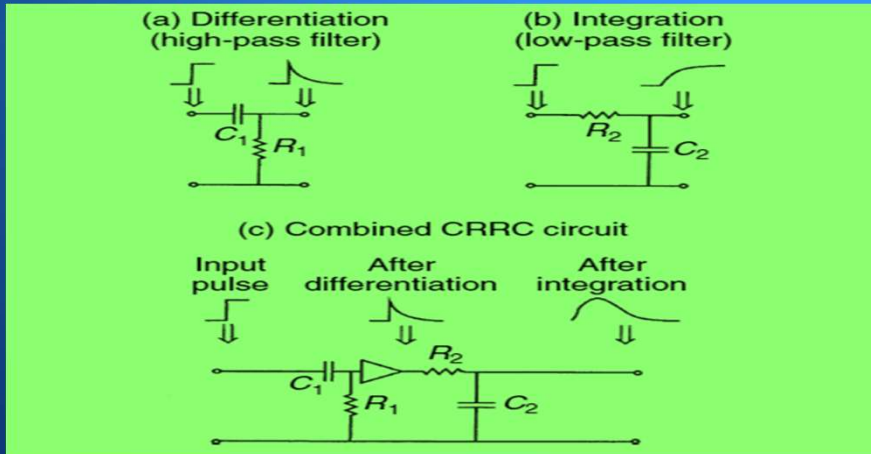 (a) Differentiation
(high-pass filter)
(b) Integration
(low-pass filter)
C₁
R₁
R₂
C₂
(c) Combined CRRC circuit
Input
pulse
After
differentiation
After
integration
C₁
R₁
R₂
C₂